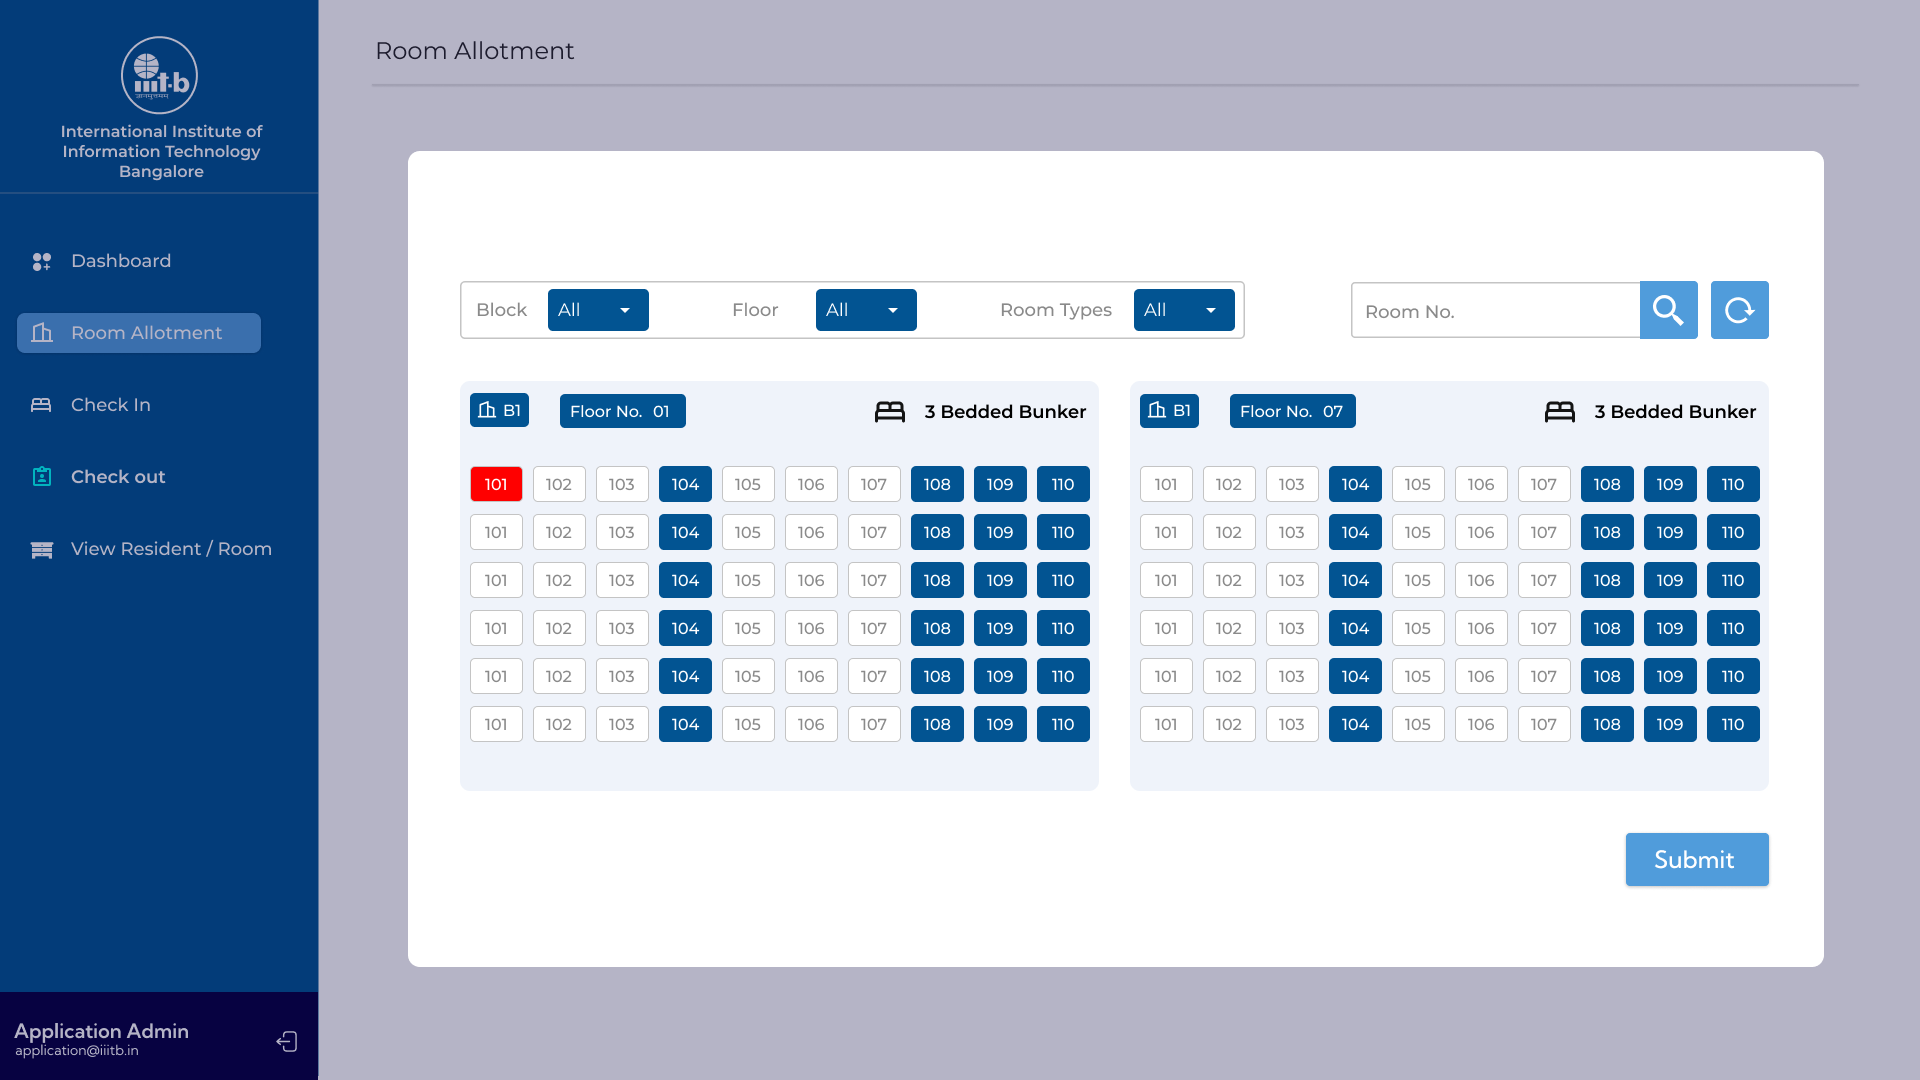 iiit-b
International Institute of
Information Technology
Bangalore
Dashboard
Room Allotment
Check In
Check out
View Resident / Room
Application Admin
application@iiitb.in
Room Allotment
Block All Floor All Room Types All
Room No.
B1 Floor No. 01 3 Bedded Bunker
101 102 103 104 105 106 107 108 109 110
101 102 103 104 105 106 107 108 109 110
101 102 103 104 105 106 107 108 109 110
101 102 103 104 105 106 107 108 109 110
101 102 103 104 105 106 107 108 109 110
101 102 103 104 105 106 107 108 109 110
B1 Floor No. 07 3 Bedded Bunker
101 102 103 104 105 106 107 108 109 110
101 102 103 104 105 106 107 108 109 110
101 102 103 104 105 106 107 108 109 110
101 102 103 104 105 106 107 108 109 110
101 102 103 104 105 106 107 108 109 110
101 102 103 104 105 106 107 108 109 110
Submit